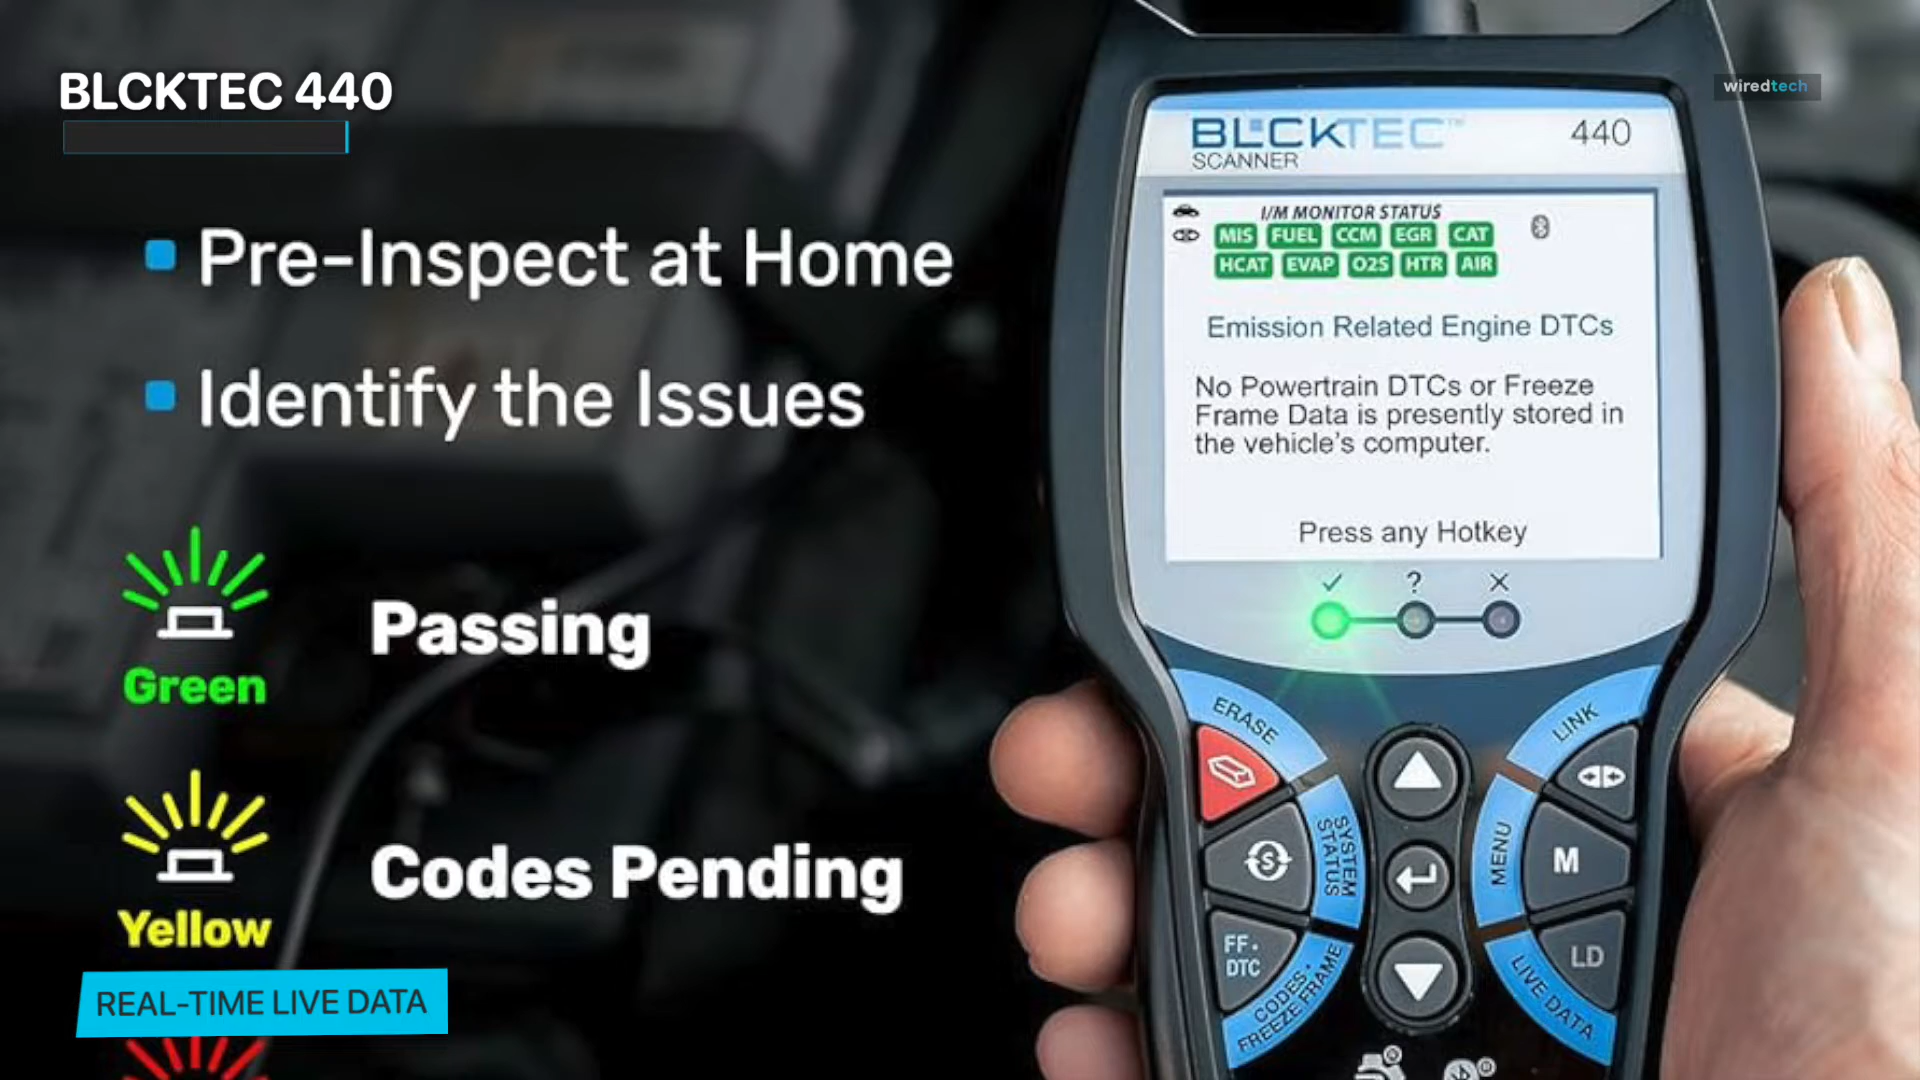 BLCKTEC 440
wiredtech
Pre-Inspect at Home
Identify the Issues
Green
Passing
Yellow
Codes Pending
REAL-TIME LIVE DATA
BLCKTEC™
SCANNER
440
I/M MONITOR STATUS
MIS FUEL CCM EGR CAT
HCAT EVAP O2S HTR AIR
Emission Related Engine DTCs
No Powertrain DTCs or Freeze
Frame Data is presently stored in
the vehicle's computer.
Press any Hotkey
?
ERASE
LINK
SYSTEM
STATUS
MENU
M
FF•
DTC
CODES •
FREEZE FRAME
LD
LIVE DATA